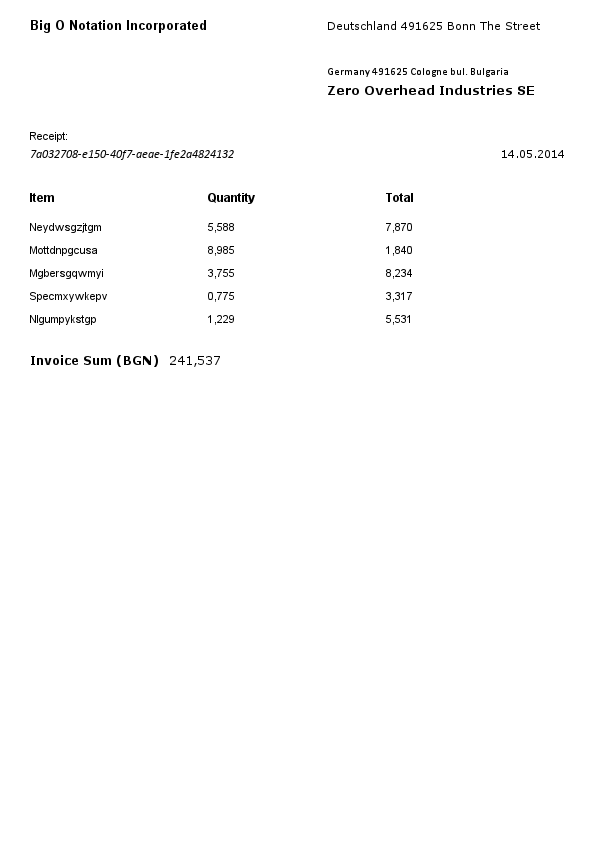 Big O Notation Incorporated Deutschland 491625 Bonn The Street
Germany 491625 Cologne bul. Bulgaria
Zero Overhead Industries SE
Receipt:
7a032708-e150-40f7-aeae-1fe2a4824132 14.05.2014
Item Quantity Total
Neydwsgzjtgm 5,588 7,870
Mottdnpgcusa 8,985 1,840
Mgbersgqwmyi 3,755 8,234
Specmxywkepv 0,775 3,317
Nlgumpykstgp 1,229 5,531
Invoice Sum (BGN) 241,537